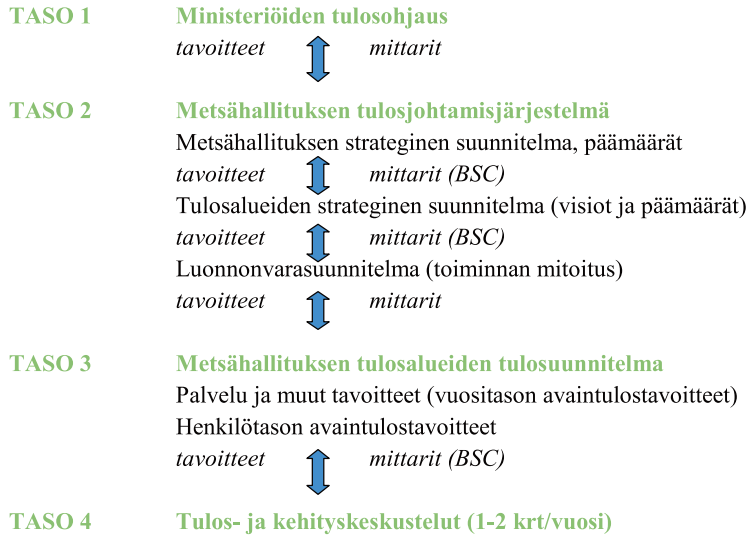 TASO 1 Ministeriöiden tulosohjaus
tavoitteet mittarit
TASO 2 Metsähallituksen tulosjohtamisjärjestelmä
Metsähallituksen strateginen suunnitelma, päämäärät
tavoitteet mittarit (BSC)
Tulosalueiden strateginen suunnitelma (visiot ja päämäärät)
tavoitteet mittarit (BSC)
Luonnonvarasuunnitelma (toiminnan mitoitus)
tavoitteet mittarit
TASO 3 Metsähallituksen tulosalueiden tulosuunnitelma
Palvelu ja muut tavoitteet (vuositason avaintulostavoitteet)
Henkilötason avaintulostavoitteet
tavoitteet mittarit (BSC)
TASO 4 Tulos- ja kehityskeskustelut (1-2 krt/vuosi)